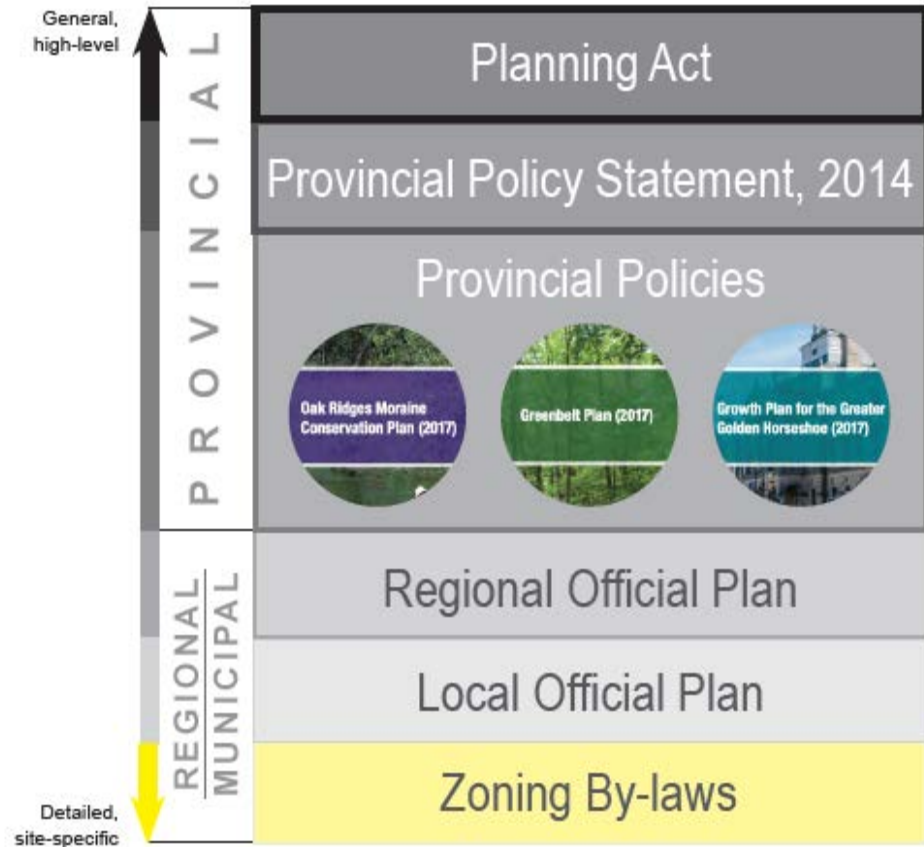 General,
high-level
PROVINCIAL
Planning Act
Provincial Policy Statement, 2014
Provincial Policies
Oak Ridges Moraine
Conservation Plan (2017)
Greenbelt Plan (2017)
Growth Plan for the Greater
Golden Horseshoe (2017)
REGIONAL
MUNICIPAL
Regional Official Plan
Local Official Plan
Zoning By-laws
Detailed,
site-specific